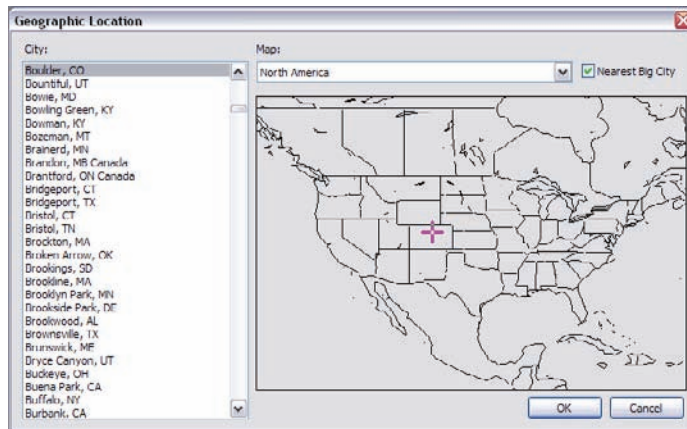 Geographic Location
City:
Boulder, CO
Bountiful, UT
Bowie, MD
Bowling Green, KY
Bowman, KY
Bozeman, MT
Brainerd, MN
Brandon, MB Canada
Brantford, ON Canada
Bridgeport, CT
Bridgeport, TX
Bristol, CT
Bristol, TN
Brockton, MA
Broken Arrow, OK
Brookings, SD
Brookline, MA
Brooklyn Park, MN
Brookside Park, DE
Brookwood, AL
Brownsville, TX
Brunswick, ME
Bryce Canyon, UT
Buckeye, OH
Buena Park, CA
Buffalo, NY
Burbank, CA
Map:
North America
Nearest Big City
OK
Cancel